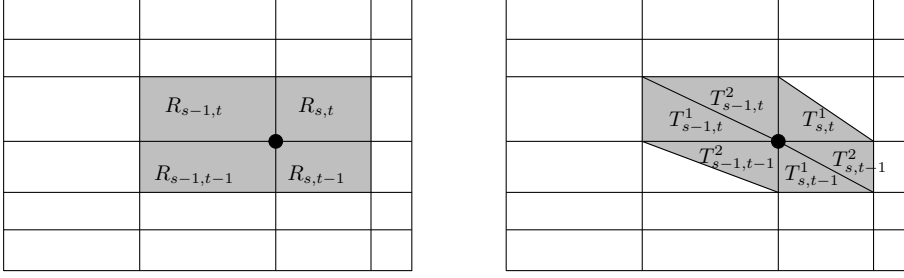 $R_{s-1,t}$ $R_{s,t}$
$R_{s-1,t-1}$ $R_{s,t-1}$
$T^2_{s-1,t}$
$T^1_{s-1,t}$ $T^1_{s,t}$
$T^2_{s-1,t-1}$ $T^2_{s,t-1}$
$T^1_{s,t-1}$